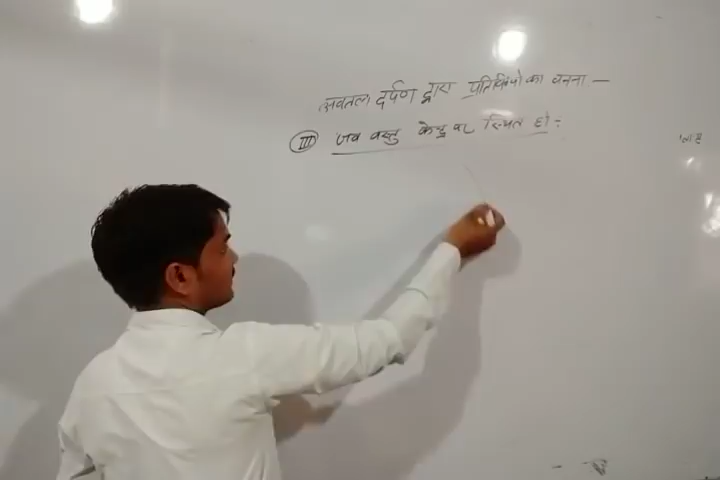 अवतल दर्पण द्वारा प्रतिबिंबो का बनना —
III जब वस्तु केन्द्र पर स्थित हो :-